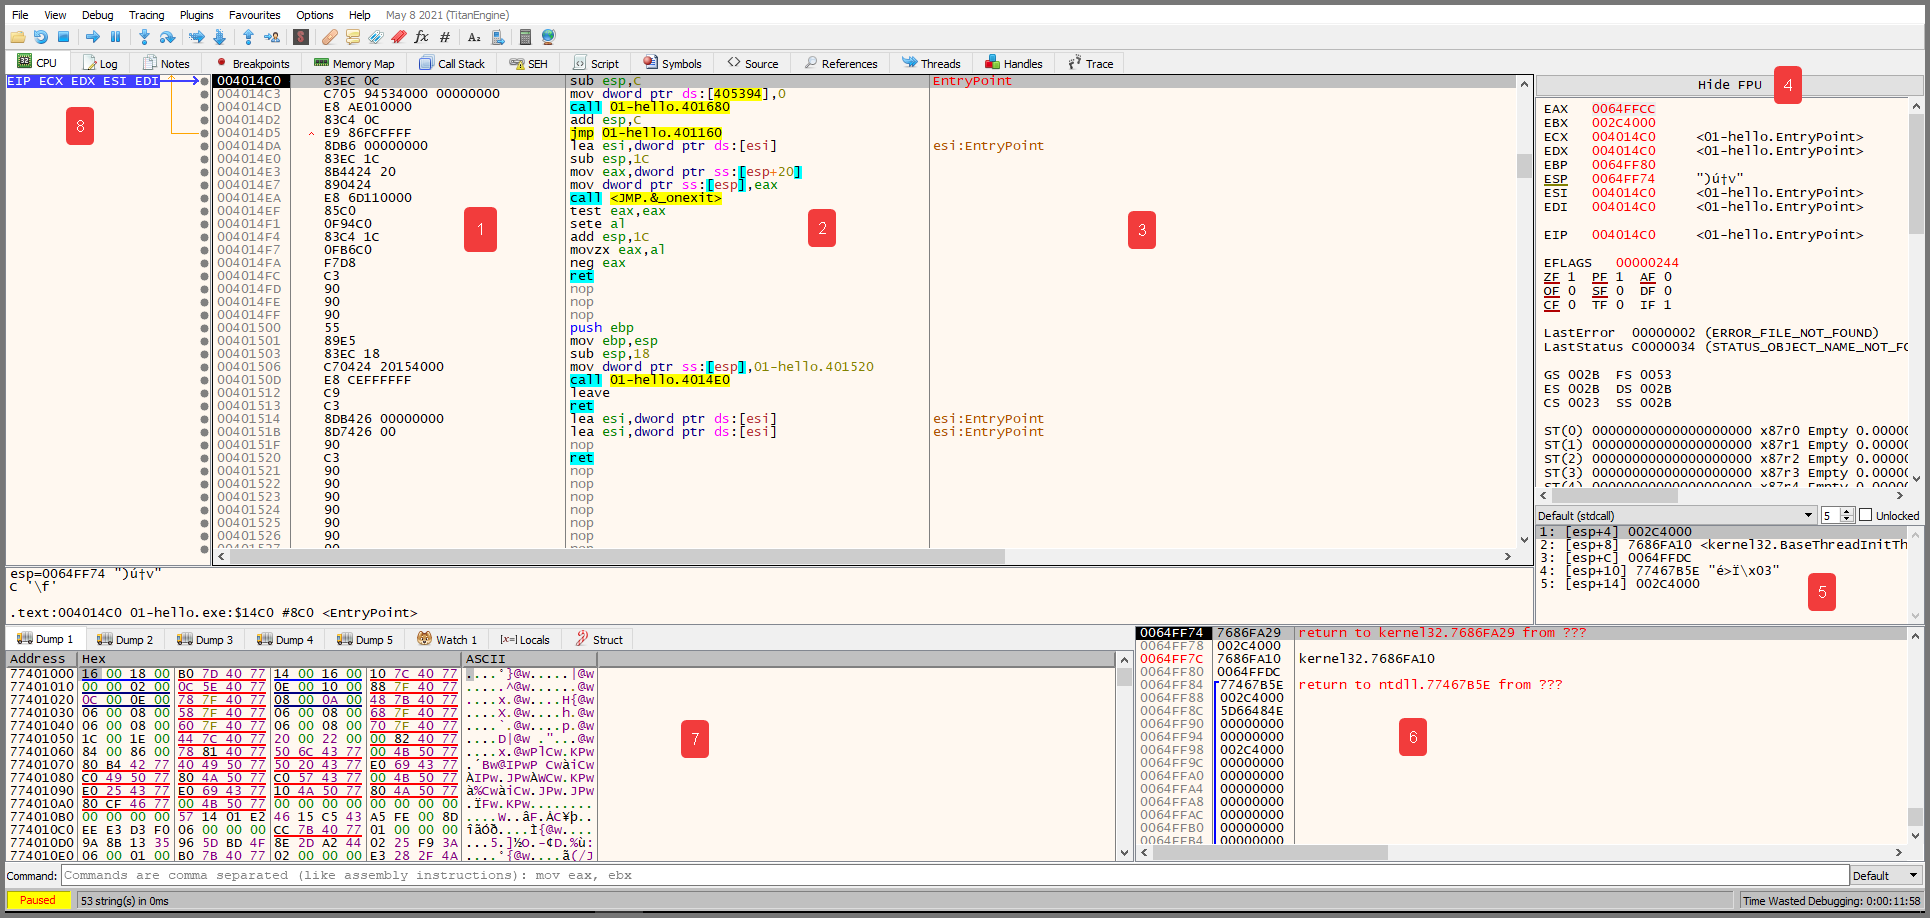 File View Debug Tracing Plugins Favourites Options Help May 8 2021 (TitanEngine)
CPU Log Notes Breakpoints Memory Map Call Stack SEH Script Symbols Source References Threads Handles Trace
EIP ECX EDX ESI EDI
8
004014C0 83EC 0C sub esp,C EntryPoint
004014C3 C705 94534000 00000000 mov dword ptr ds:[405394],0
004014CD E8 AE010000 call 01-hello.401680
004014D2 83C4 0C add esp,C
004014D5 ^ E9 86FCFFFF jmp 01-hello.401160
004014DA 8DB6 00000000 lea esi,dword ptr ds:[esi] esi:EntryPoint
004014E0 83EC 1C sub esp,1C
004014E3 8B4424 20 mov eax,dword ptr ss:[esp+20]
004014E7 890424 mov dword ptr ss:[esp],eax
004014EA E8 6D110000 call <JMP.&_onexit>
004014EF 85C0 test eax,eax
004014F1 0F94C0 sete al
004014F4 83C4 1C add esp,1C
004014F7 0FB6C0 movzx eax,al
004014FA F7D8 neg eax
004014FC C3 ret
004014FD 90 nop
004014FE 90 nop
004014FF 90 nop
00401500 55 push ebp
00401501 89E5 mov ebp,esp
00401503 83EC 18 sub esp,18
00401506 C70424 20154000 mov dword ptr ss:[esp],01-hello.401520
0040150D E8 CEFFFFFF call 01-hello.4014E0
00401512 C9 leave
00401513 C3 ret
00401514 8DB426 00000000 lea esi,dword ptr ds:[esi] esi:EntryPoint
0040151B 8D7426 00 lea esi,dword ptr ds:[esi] esi:EntryPoint
0040151F 90 nop
00401520 C3 ret
00401521 90 nop
00401522 90 nop
00401523 90 nop
00401524 90 nop
00401525 90 nop
00401526 90 nop
1
2
3
Hide FPU
4
EAX 0064FFCC
EBX 002C4000
ECX 004014C0 <01-hello.EntryPoint>
EDX 004014C0 <01-hello.EntryPoint>
EBP 0064FF80
ESP 0064FF74 ")ú†v"
ESI 004014C0 <01-hello.EntryPoint>
EDI 004014C0 <01-hello.EntryPoint>
EIP 004014C0 <01-hello.EntryPoint>
EFLAGS 00000244
ZF 1 PF 1 AF 0
OF 0 SF 0 DF 0
CF 0 TF 0 IF 1
LastError 00000002 (ERROR_FILE_NOT_FOUND)
LastStatus C0000034 (STATUS_OBJECT_NAME_NOT_FO
GS 002B FS 0053
ES 002B DS 002B
CS 0023 SS 002B
ST(0) 00000000000000000000 x87r0 Empty 0.0000
ST(1) 00000000000000000000 x87r1 Empty 0.0000
ST(2) 00000000000000000000 x87r2 Empty 0.0000
ST(3) 00000000000000000000 x87r3 Empty 0.0000
Default (stdcall) 5 Unlocked
1: [esp+4] 002C4000
2: [esp+8] 7686FA10 <kernel32.BaseThreadInitTh
3: [esp+C] 0064FFDC
4: [esp+10] 77467B5E "é>Ï\x03"
5: [esp+14] 002C4000
5
esp=0064FF74 ")ú†v"
C '\f'
.text:004014C0 01-hello.exe:$14C0 #8C0 <EntryPoint>
Dump 1 Dump 2 Dump 3 Dump 4 Dump 5 Watch 1 [x=] Locals Struct
Address Hex ASCII
77401000 16 00 18 00 B0 7D 40 77 14 00 16 00 10 7C 40 77 ....°}@w.....|@w
77401010 00 00 02 00 0C 5E 40 77 0E 00 10 00 88 7F 40 77 .....^@w......@w
77401020 0C 00 0E 00 78 7F 40 77 08 00 0A 00 48 7B 40 77 ....x.@w....H{@w
77401030 06 00 08 00 58 7F 40 77 06 00 08 00 68 7F 40 77 ....X.@w....h.@w
77401040 06 00 08 00 60 7F 40 77 06 00 08 00 70 7F 40 77 ....`.@w....p.@w
77401050 1C 00 1E 00 44 7C 40 77 20 00 22 00 00 82 40 77 ....D|@w ."...@w
77401060 84 00 86 00 78 81 40 77 50 6C 43 77 00 4B 50 77 ....x.@wPlCw.KPw
77401070 80 B4 42 77 40 49 50 77 50 20 43 77 E0 69 43 77 .´Bw@IPwP CwàiCw
77401080 C0 49 50 77 80 4A 50 77 C0 57 43 77 00 4B 50 77 ÀIPw.JPwÀWCw.KPw
77401090 E0 25 43 77 E0 69 43 77 10 4A 50 77 80 4A 50 77 à%CwàiCw.JPw.JPw
774010A0 80 CF 46 77 00 4B 50 77 00 00 00 00 00 00 00 00 .ÏFw.KPw........
774010B0 00 00 00 00 57 14 01 E2 46 15 C5 43 A5 FE 00 8D ....W..âF.ÅC¥þ..
774010C0 EE E3 D3 F0 06 00 00 00 CC 7B 40 77 01 00 00 00 îãÓð....Ì{@w....
774010D0 9A 8B 13 35 96 5D BD 4F 8E 2D A2 44 02 25 F9 3A ...5.]½O.-¢D.%ù:
774010E0 06 00 01 00 B0 7B 40 77 02 00 00 00 E3 28 2F 4A ....°{@w....ã(/J
7
0064FF74 7686FA29 return to kernel32.7686FA29 from ???
0064FF78 002C4000
0064FF7C 7686FA10 kernel32.7686FA10
0064FF80 0064FFDC
0064FF84 77467B5E return to ntdll.77467B5E from ???
0064FF88 002C4000
0064FF8C 5D66484E
0064FF90 00000000
0064FF94 00000000
0064FF98 002C4000
0064FF9C 00000000
0064FFA0 00000000
0064FFA4 00000000
0064FFA8 00000000
0064FFAC 00000000
0064FFB0 00000000
0064FFB4 00000000
6
Command: Commands are comma separated (like assembly instructions): mov eax, ebx Default
Paused 53 string(s) in 0ms Time Wasted Debugging: 0:00:11:58